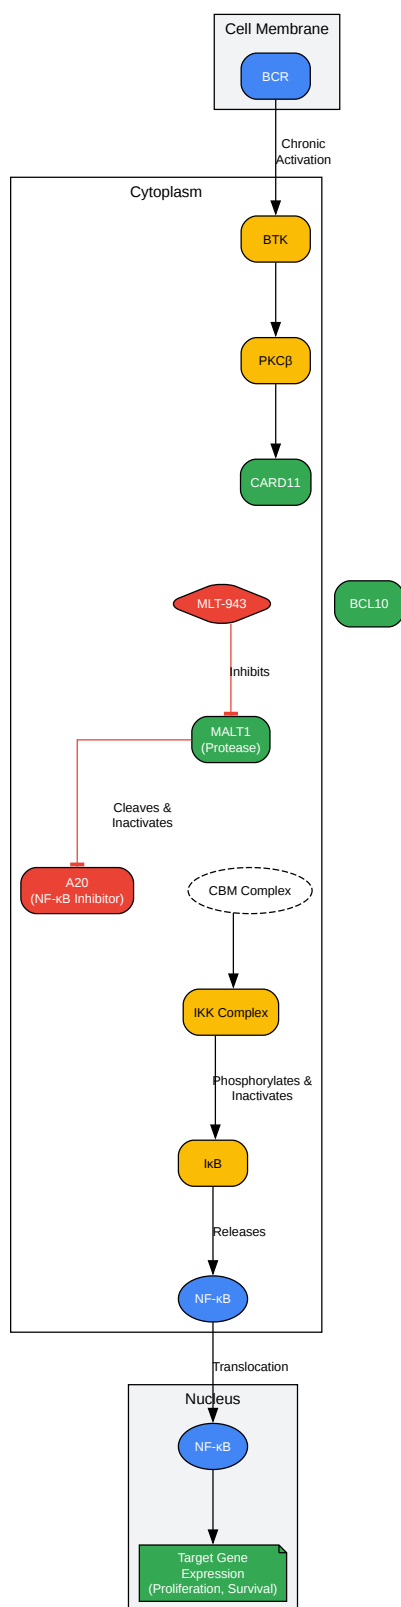 Cell Membrane
BCR
Chronic
Activation
Cytoplasm
BTK
PKCβ
CARD11
MLT-943
BCL10
Inhibits
MALT1
(Protease)
Cleaves &
Inactivates
A20
(NF-κB Inhibitor)
CBM Complex
IKK Complex
Phosphorylates &
Inactivates
IκB
Releases
NF-κB
Translocation
Nucleus
NF-κB
Target Gene
Expression
(Proliferation, Survival)